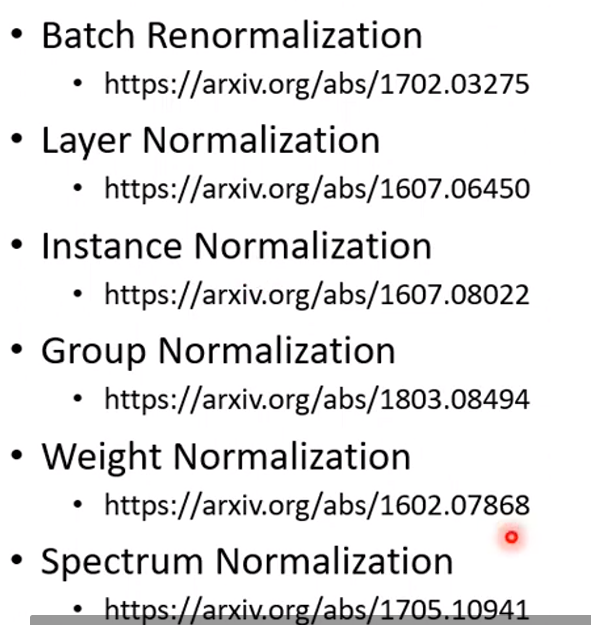 • Batch Renormalization
• https://arxiv.org/abs/1702.03275
• Layer Normalization
• https://arxiv.org/abs/1607.06450
• Instance Normalization
• https://arxiv.org/abs/1607.08022
• Group Normalization
• https://arxiv.org/abs/1803.08494
• Weight Normalization
• https://arxiv.org/abs/1602.07868
• Spectrum Normalization
• https://arxiv.org/abs/1705.10941